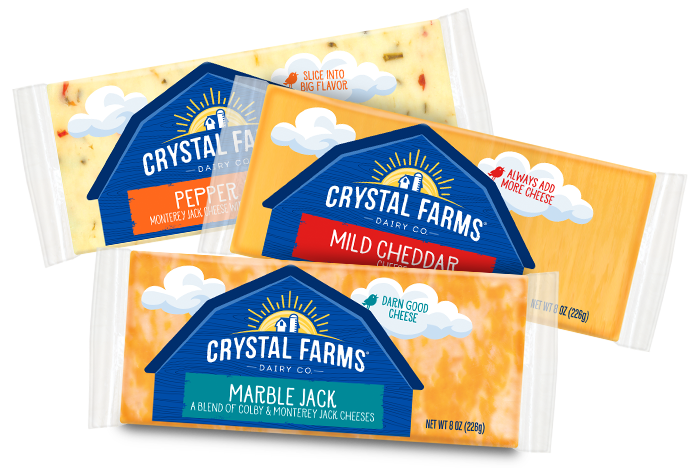 SLICE INTO
BIG FLAVOR
CRYSTAL FA
DAIRY CO.
PEPPER
MONTEREY JACK CHEESE
ALWAYS ADD
MORE CHEESE
CRYSTAL FARMS®
DAIRY CO.
MILD CHEDDAR
CHEESE
NET WT 8 OZ (226g)
DARN GOOD
CHEESE
CRYSTAL FARMS®
DAIRY CO.
MARBLE JACK
A BLEND OF COLBY & MONTEREY JACK CHEESES
NET WT 8 OZ (226g)